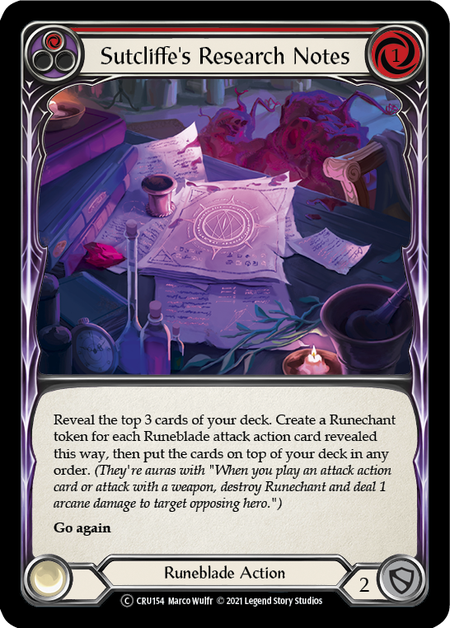 Sutcliffe's Research Notes
1
Reveal the top 3 cards of your deck. Create a Runechant
token for each Runeblade attack action card revealed
this way, then put the cards on top of your deck in any
order. (They're auras with "When you play an attack action
card or attack with a weapon, destroy Runechant and deal 1
arcane damage to target opposing hero.")
Go again
Runeblade Action
2
C CRU154 Marco Wulfr © 2021 Legend Story Studios